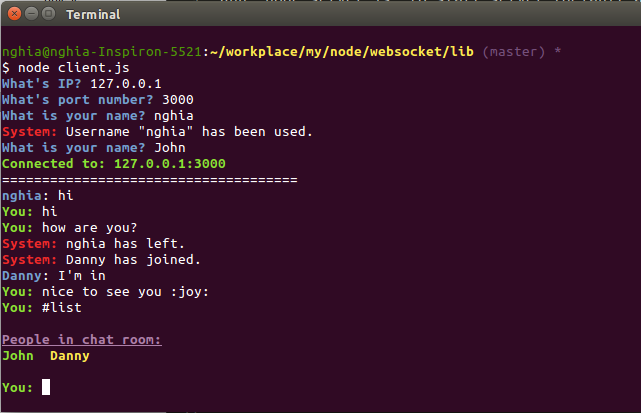 Terminal
nghia@nghia-Inspiron-5521:~/workplace/my/node/websocket/lib (master) *
$ node client.js
What's IP? 127.0.0.1
What's port number? 3000
What is your name? nghia
System: Username "nghia" has been used.
What is your name? John
Connected to: 127.0.0.1:3000
=====================================
nghia: hi
You: hi
You: how are you?
System: nghia has left.
System: Danny has joined.
Danny: I'm in
You: nice to see you :joy:
You: #list
People in chat room:
John  Danny
You: